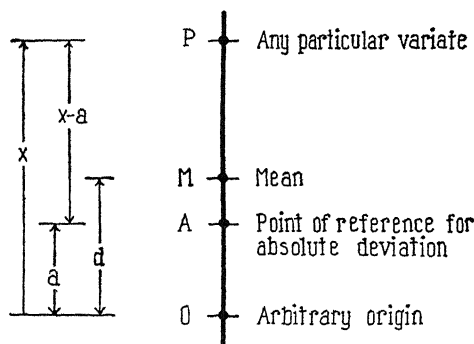 P Any particular variate
x-a
x
M Mean
A Point of reference for
absolute deviation
d
a
O Arbitrary origin